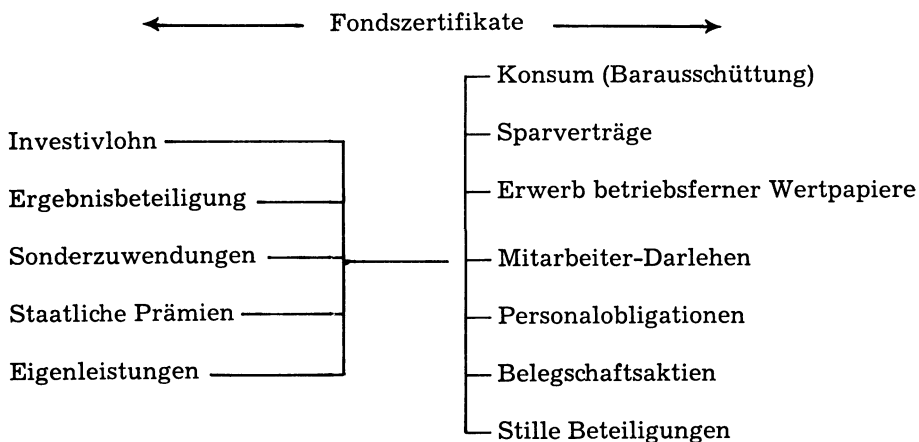 Fondszertifikate
Investivlohn
Ergebnisbeteiligung
Sonderzuwendungen
Staatliche Prämien
Eigenleistungen
Konsum (Barausschüttung)
Sparverträge
Erwerb betriebsferner Wertpapiere
Mitarbeiter-Darlehen
Personalobligationen
Belegschaftsaktien
Stille Beteiligungen